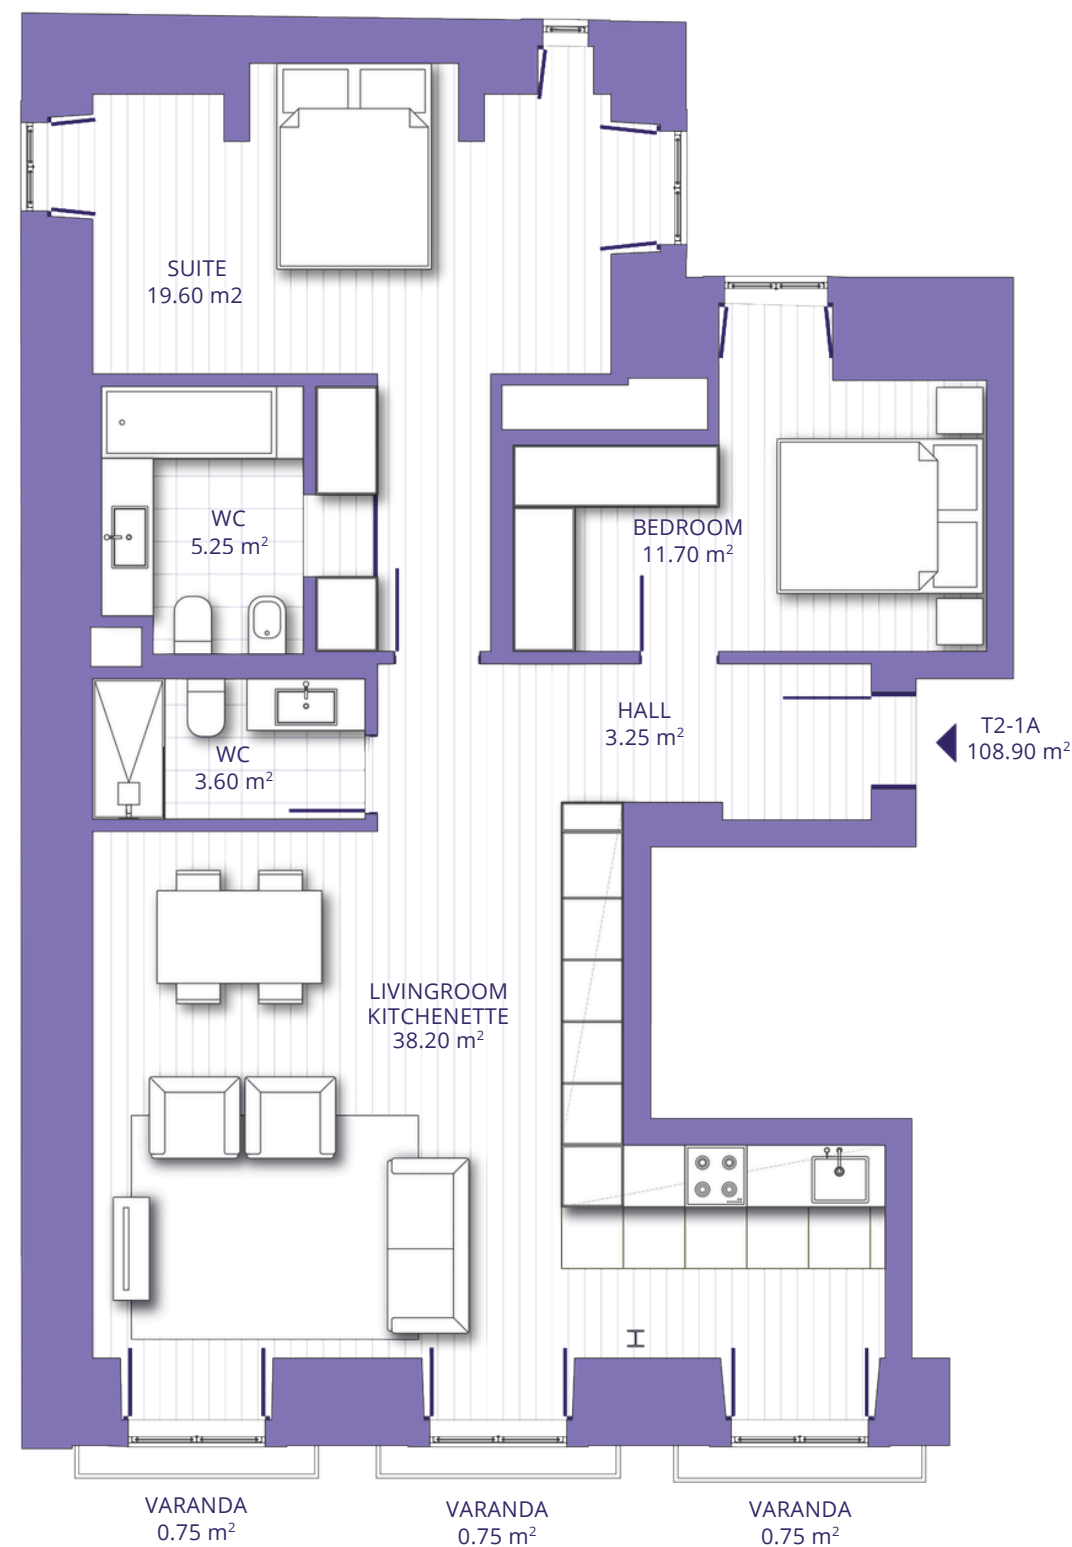 SUITE
19.60 m2
WC
5.25 m²
BEDROOM
11.70 m²
HALL
3.25 m²
T2-1A
108.90 m²
WC
3.60 m²
LIVINGROOM
KITCHENETTE
38.20 m²
VARANDA
0.75 m²
VARANDA
0.75 m²
VARANDA
0.75 m²